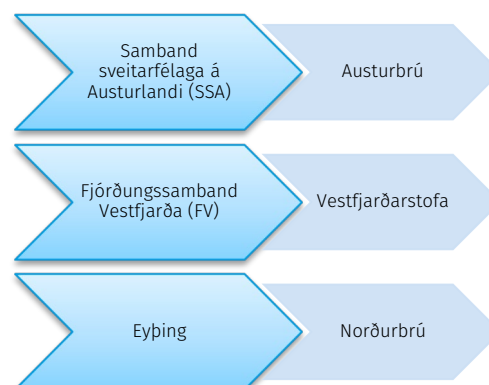 Samband
sveitarfélaga á
Austurlandi (SSA)
Austurbrú
Fjórðungssamband
Vestfjarða (FV)
Vestfjarðarstofa
Eyþing
Norðurbrú